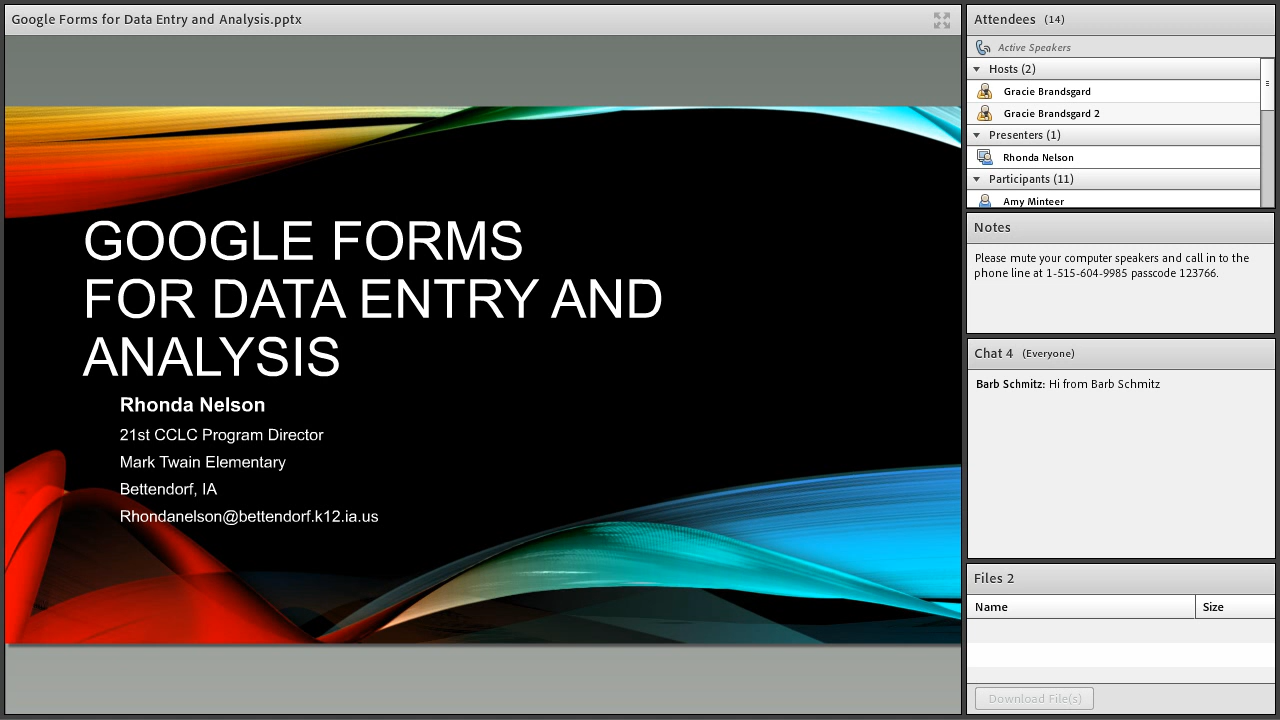 Google Forms for Data Entry and Analysis.pptx
GOOGLE FORMS
FOR DATA ENTRY AND
ANALYSIS
Rhonda Nelson
21st CCLC Program Director
Mark Twain Elementary
Bettendorf, IA
Rhondanelson@bettendorf.k12.ia.us
Attendees (14)
Active Speakers
Hosts (2)
Gracie Brandsgard
Gracie Brandsgard 2
Presenters (1)
Rhonda Nelson
Participants (11)
Amy Minteer
Notes
Please mute your computer speakers and call in to the
phone line at 1-515-604-9985 passcode 123766.
Chat 4 (Everyone)
Barb Schmitz: Hi from Barb Schmitz
Files 2
Name Size
Download File(s)